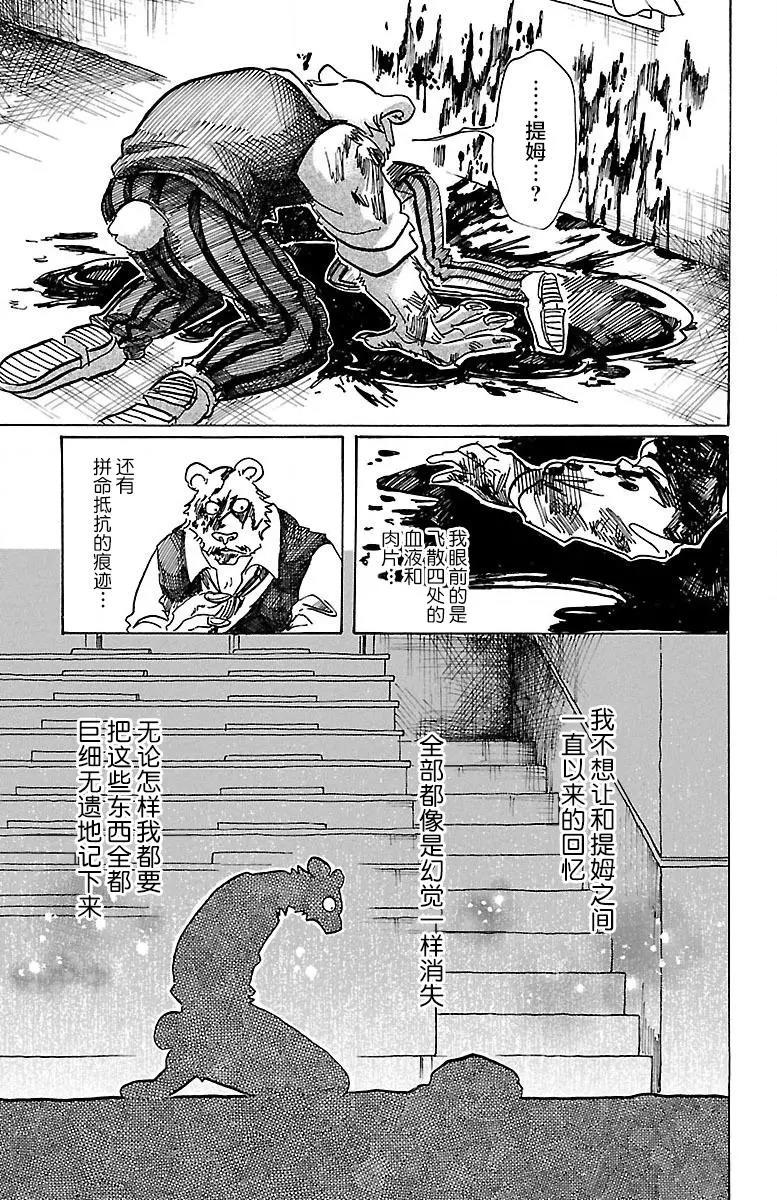 ……
提姆
…?
我眼前的是
飞散四处的
血液和
肉片…
还有
拼命抵抗的痕迹…
我不想让和提姆之间
一直以来的回忆
全部都像是幻觉一样消失
无论怎样我都要
把这些东西全都
巨细无遗地记下来